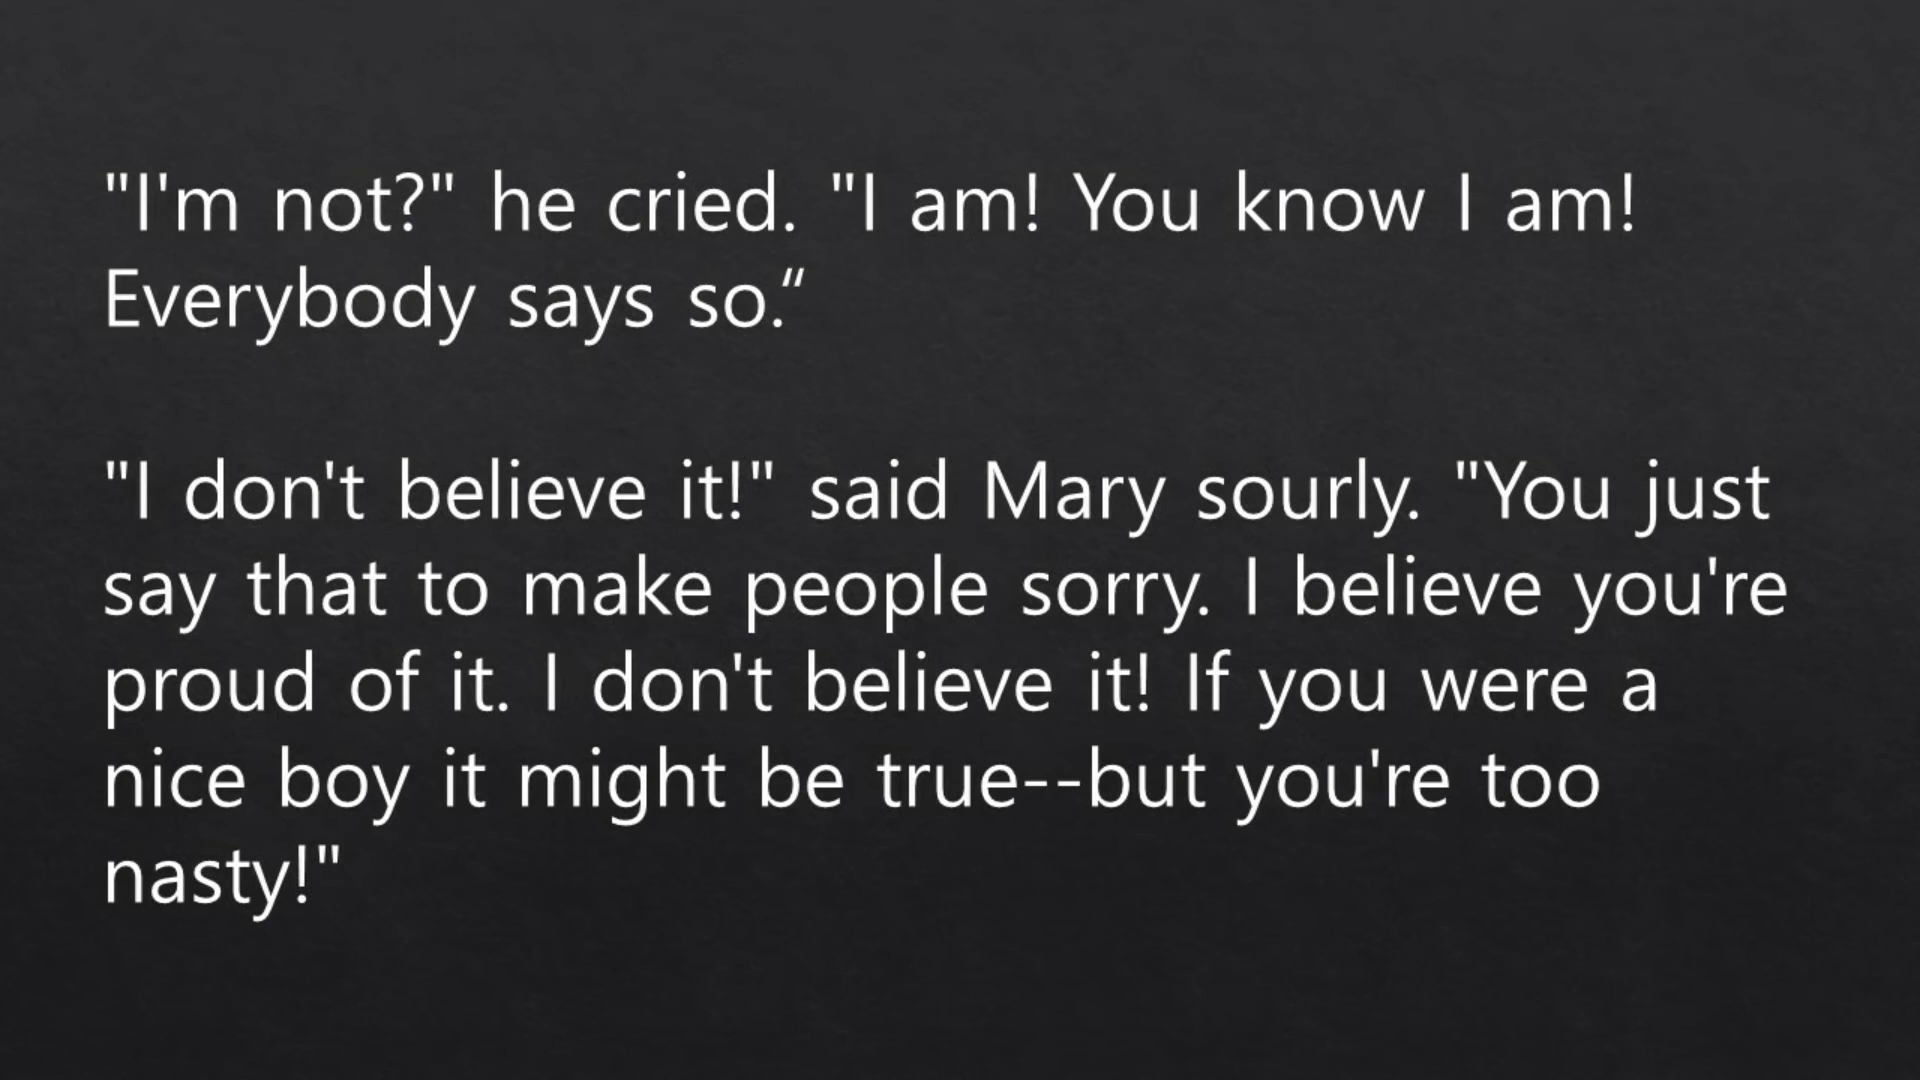 "I'm not?" he cried. "I am! You know I am!
Everybody says so.“
"I don't believe it!" said Mary sourly. "You just
say that to make people sorry. I believe you're
proud of it. I don't believe it! If you were a
nice boy it might be true--but you're too
nasty!"